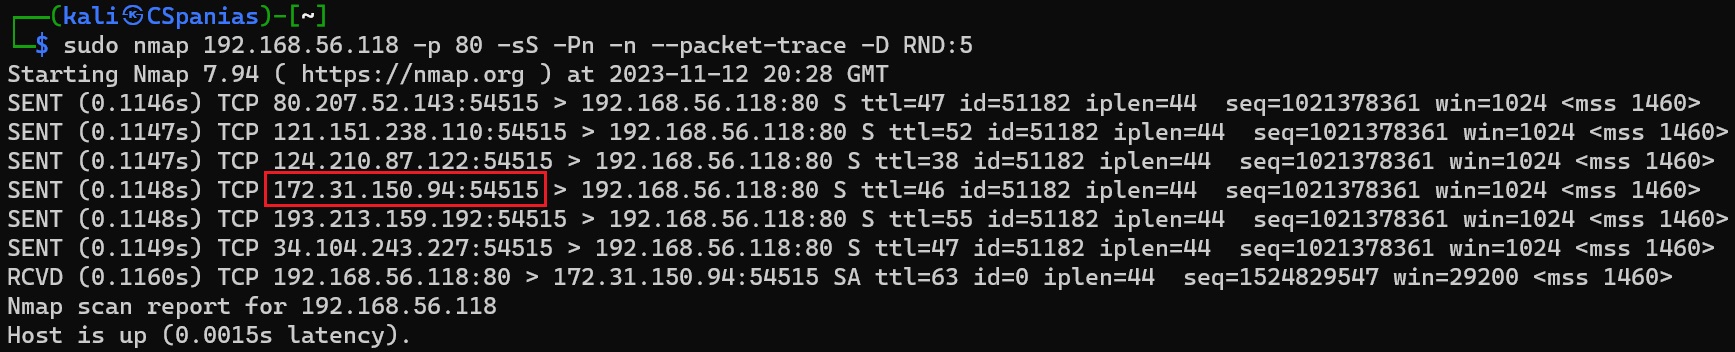 ┌──(kali㉿CSpanias)-[~]
└─$ sudo nmap 192.168.56.118 -p 80 -sS -Pn -n --packet-trace -D RND:5
Starting Nmap 7.94 ( https://nmap.org ) at 2023-11-12 20:28 GMT
SENT (0.1146s) TCP 80.207.52.143:54515 > 192.168.56.118:80 S ttl=47 id=51182 iplen=44  seq=1021378361 win=1024 <mss 1460>
SENT (0.1147s) TCP 121.151.238.110:54515 > 192.168.56.118:80 S ttl=52 id=51182 iplen=44  seq=1021378361 win=1024 <mss 1460>
SENT (0.1147s) TCP 124.210.87.122:54515 > 192.168.56.118:80 S ttl=38 id=51182 iplen=44  seq=1021378361 win=1024 <mss 1460>
SENT (0.1148s) TCP 172.31.150.94:54515 > 192.168.56.118:80 S ttl=46 id=51182 iplen=44  seq=1021378361 win=1024 <mss 1460>
SENT (0.1148s) TCP 193.213.159.192:54515 > 192.168.56.118:80 S ttl=55 id=51182 iplen=44  seq=1021378361 win=1024 <mss 1460>
SENT (0.1149s) TCP 34.104.243.227:54515 > 192.168.56.118:80 S ttl=47 id=51182 iplen=44  seq=1021378361 win=1024 <mss 1460>
RCVD (0.1160s) TCP 192.168.56.118:80 > 172.31.150.94:54515 SA ttl=63 id=0 iplen=44  seq=1524829547 win=29200 <mss 1460>
Nmap scan report for 192.168.56.118
Host is up (0.0015s latency).